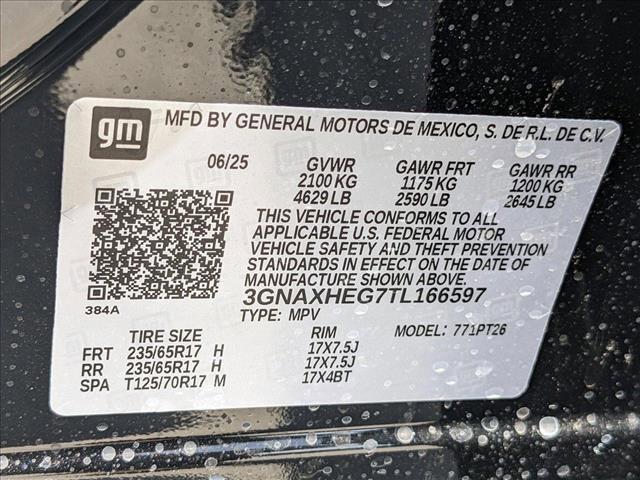 gm
MFD BY GENERAL MOTORS DE MEXICO, S. DE R.L. DE C.V.
06/25 GVWR GAWR FRT GAWR RR
2100 KG 1175 KG 1200 KG
4629 LB 2590 LB 2645 LB
THIS VEHICLE CONFORMS TO ALL
APPLICABLE U.S. FEDERAL MOTOR
VEHICLE SAFETY AND THEFT PREVENTION
STANDARDS IN EFFECT ON THE DATE OF
MANUFACTURE SHOWN ABOVE.
384A 3GNAXHEG7TL166597
TYPE: MPV MODEL: 771PT26
TIRE SIZE RIM
FRT 235/65R17 H 17X7.5J
RR 235/65R17 H 17X7.5J
SPA T125/70R17 M 17X4BT